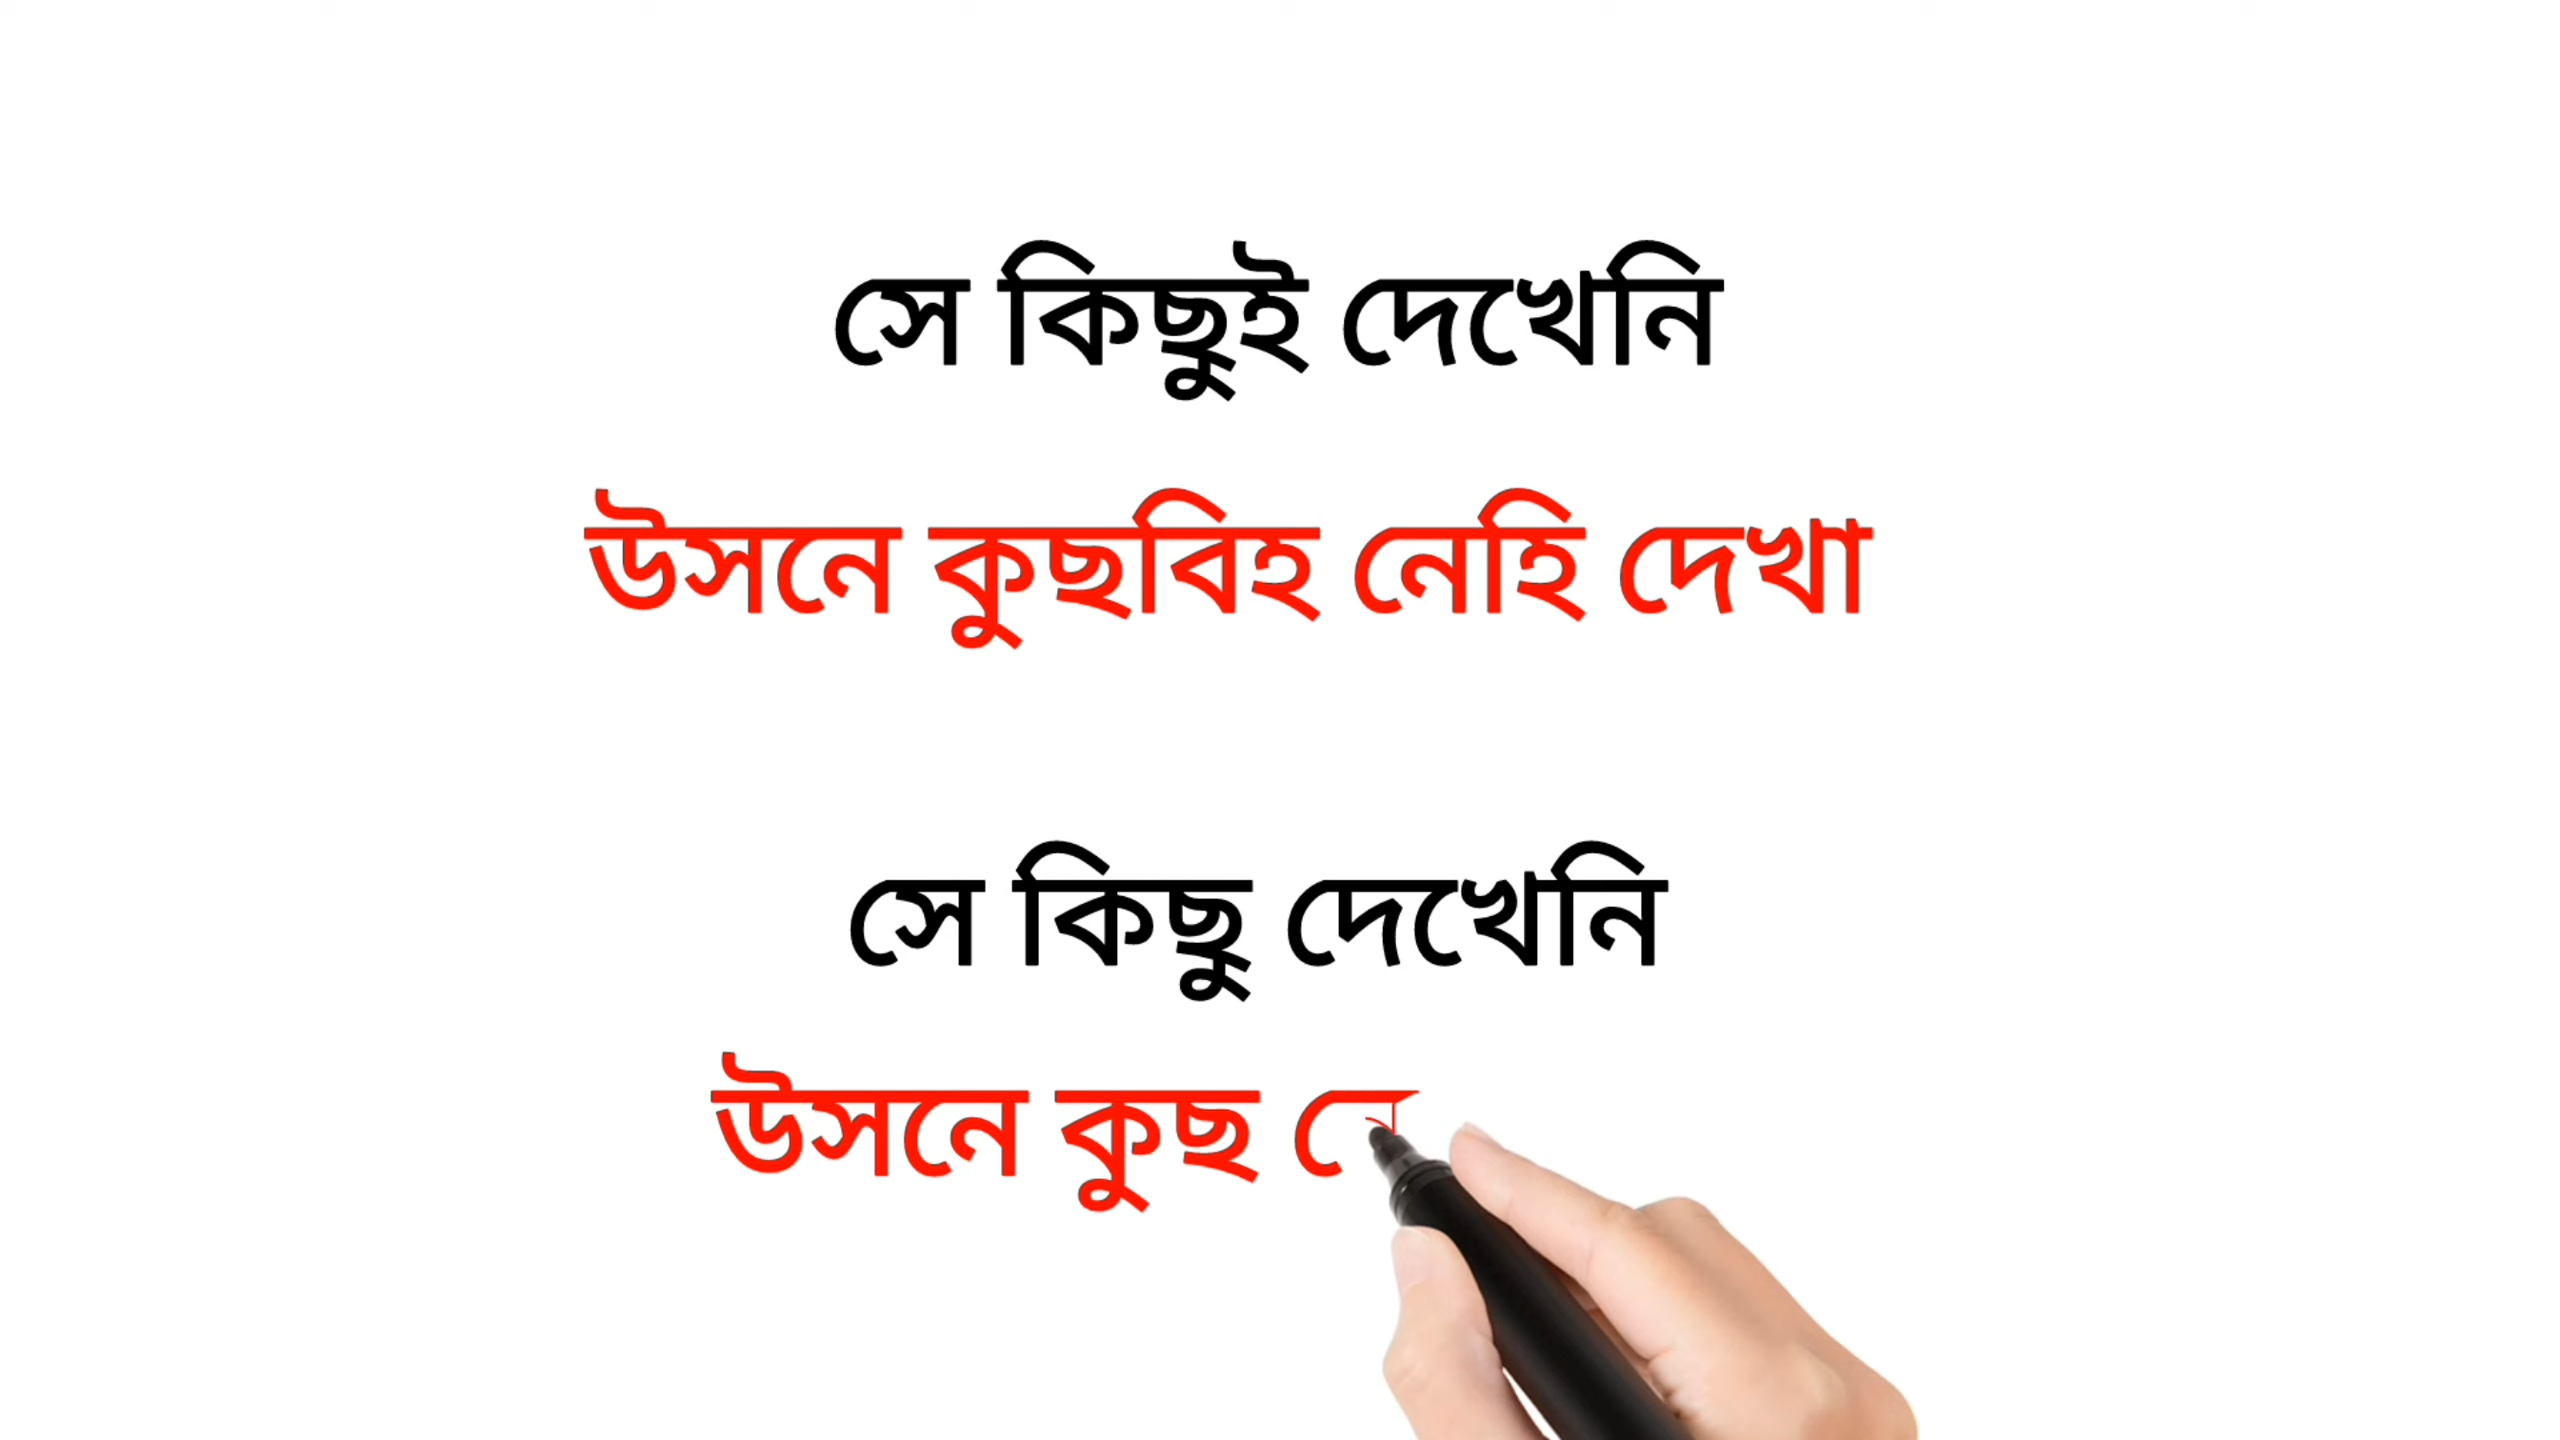 সে কিছুই দেখেনি
উসনে কুছবিহ নেহি দেখা
সে কিছু দেখেনি
উসনে কুছ